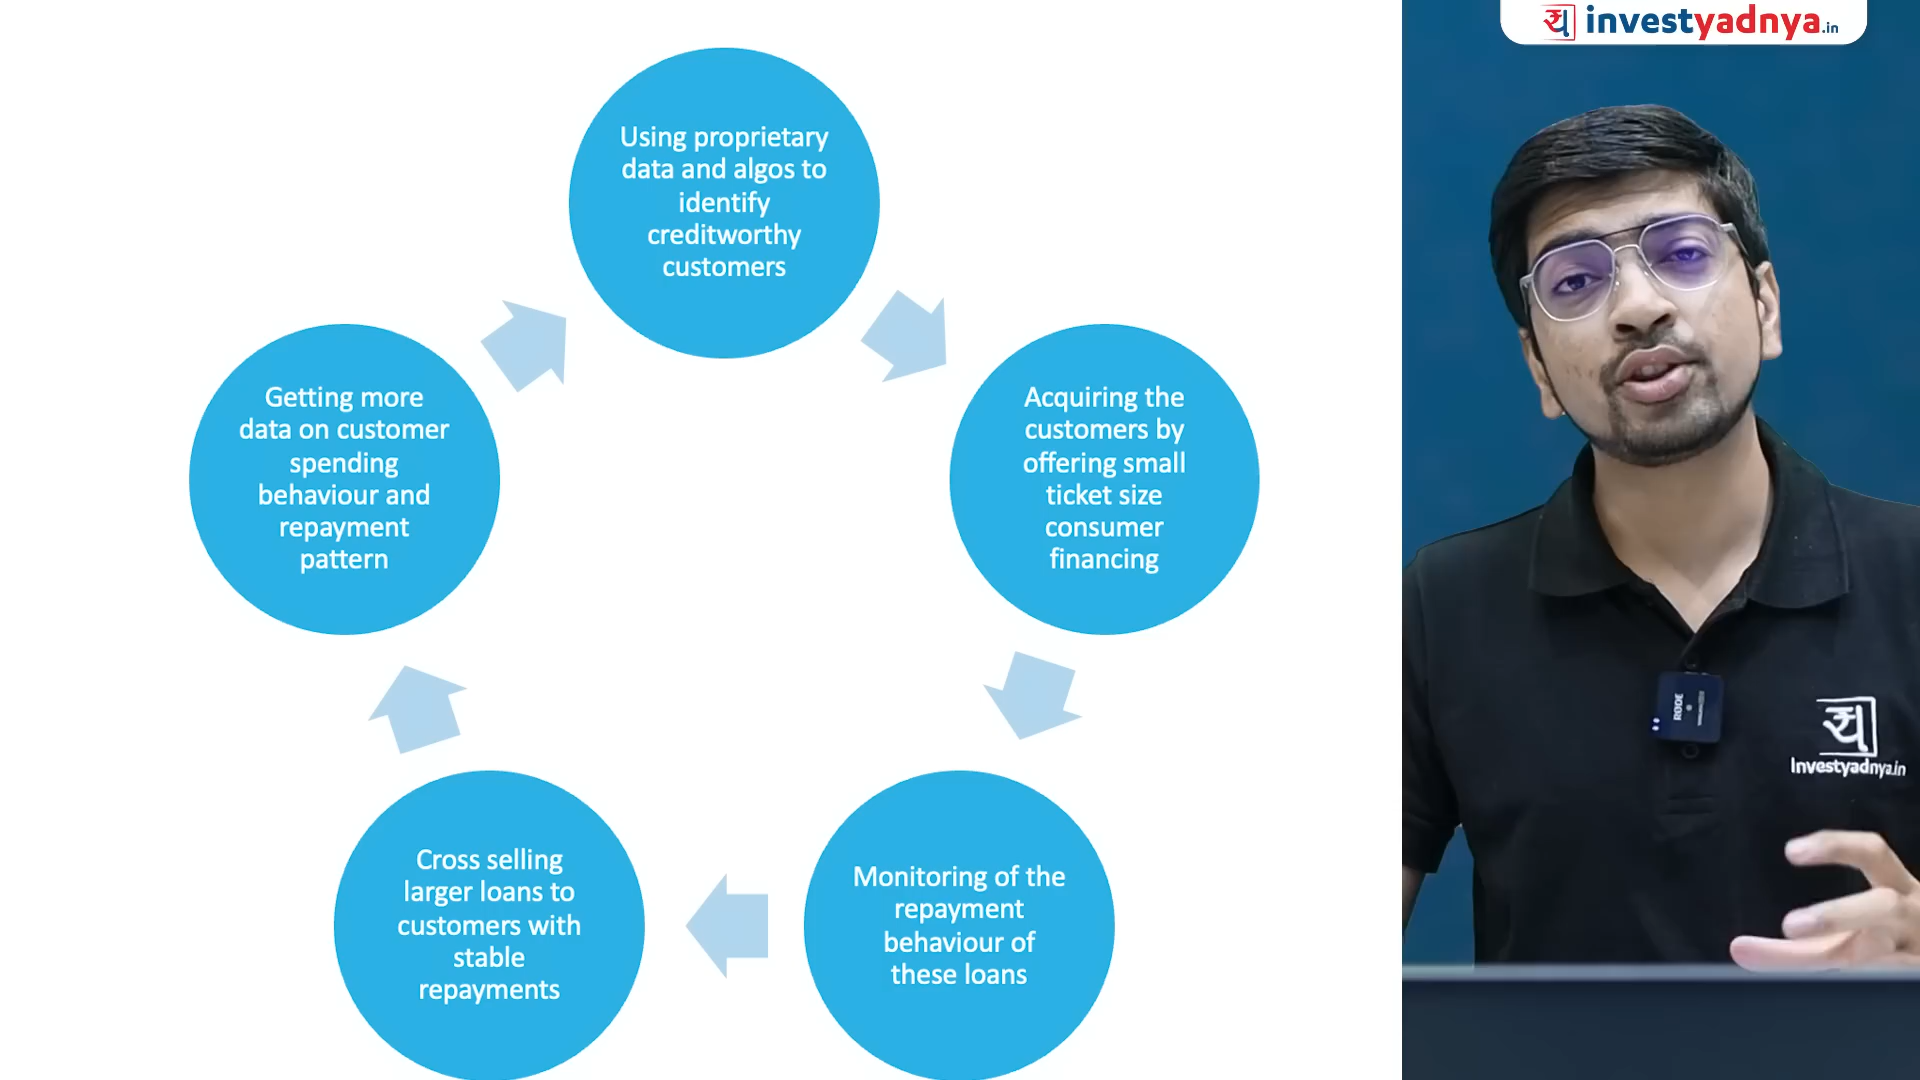 investyadnya.in
Using proprietary
data and algos to
identify
creditworthy
customers
Getting more
data on customer
spending
behaviour and
repayment
pattern
Acquiring the
customers by
offering small
ticket size
consumer
financing
Cross selling
larger loans to
customers with
stable
repayments
Monitoring of the
repayment
behaviour of
these loans
RODE
Investyadnya.in